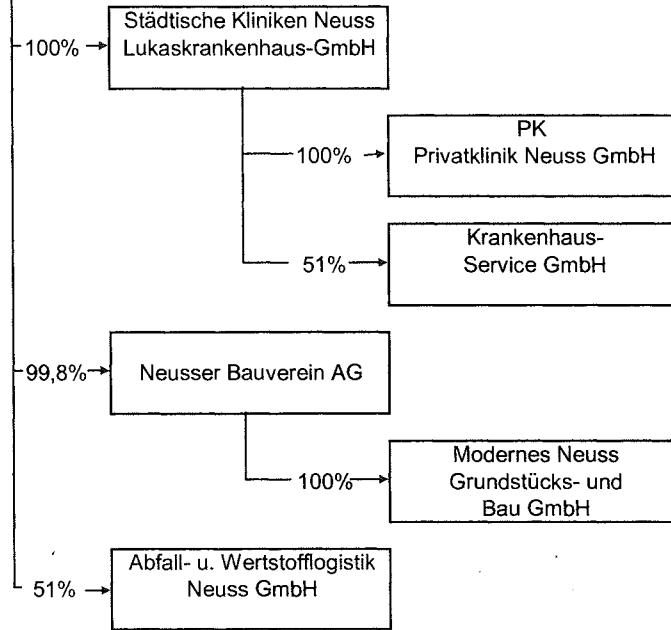 Städtische Kliniken Neuss
100%
Lukaskrankenhaus-GmbH
PK
100%
Privatklinik Neuss GmbH
Krankenhaus-
51%
Service GmbH
99,8%
Neusser Bauverein AG
Modernes Neuss
100%
Grundstücks- und
Bau GmbH
Abfall- u. Wertstofflogistik
51%
Neuss GmbH